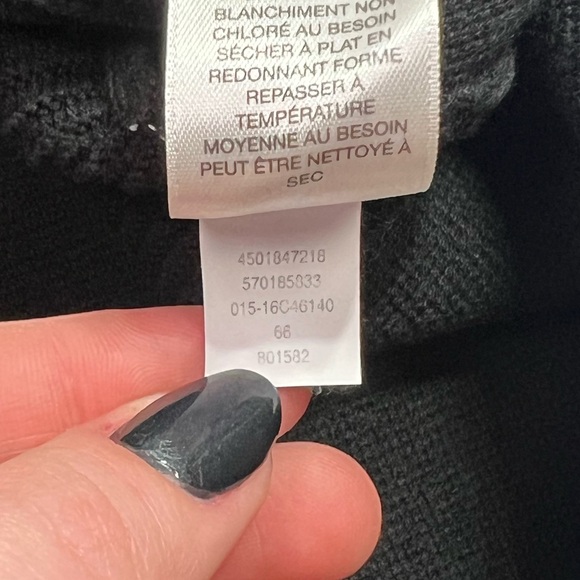 BLANCHIMENT NON
CHLORÉ AU BESOIN
SÉCHER À PLAT EN
REDONNANT FORME
REPASSER À
TEMPÉRATURE
MOYENNE AU BESOIN
PEUT ÊTRE NETTOYÉ À
SEC
4501847218
570185833
015-16C46140
66
801582